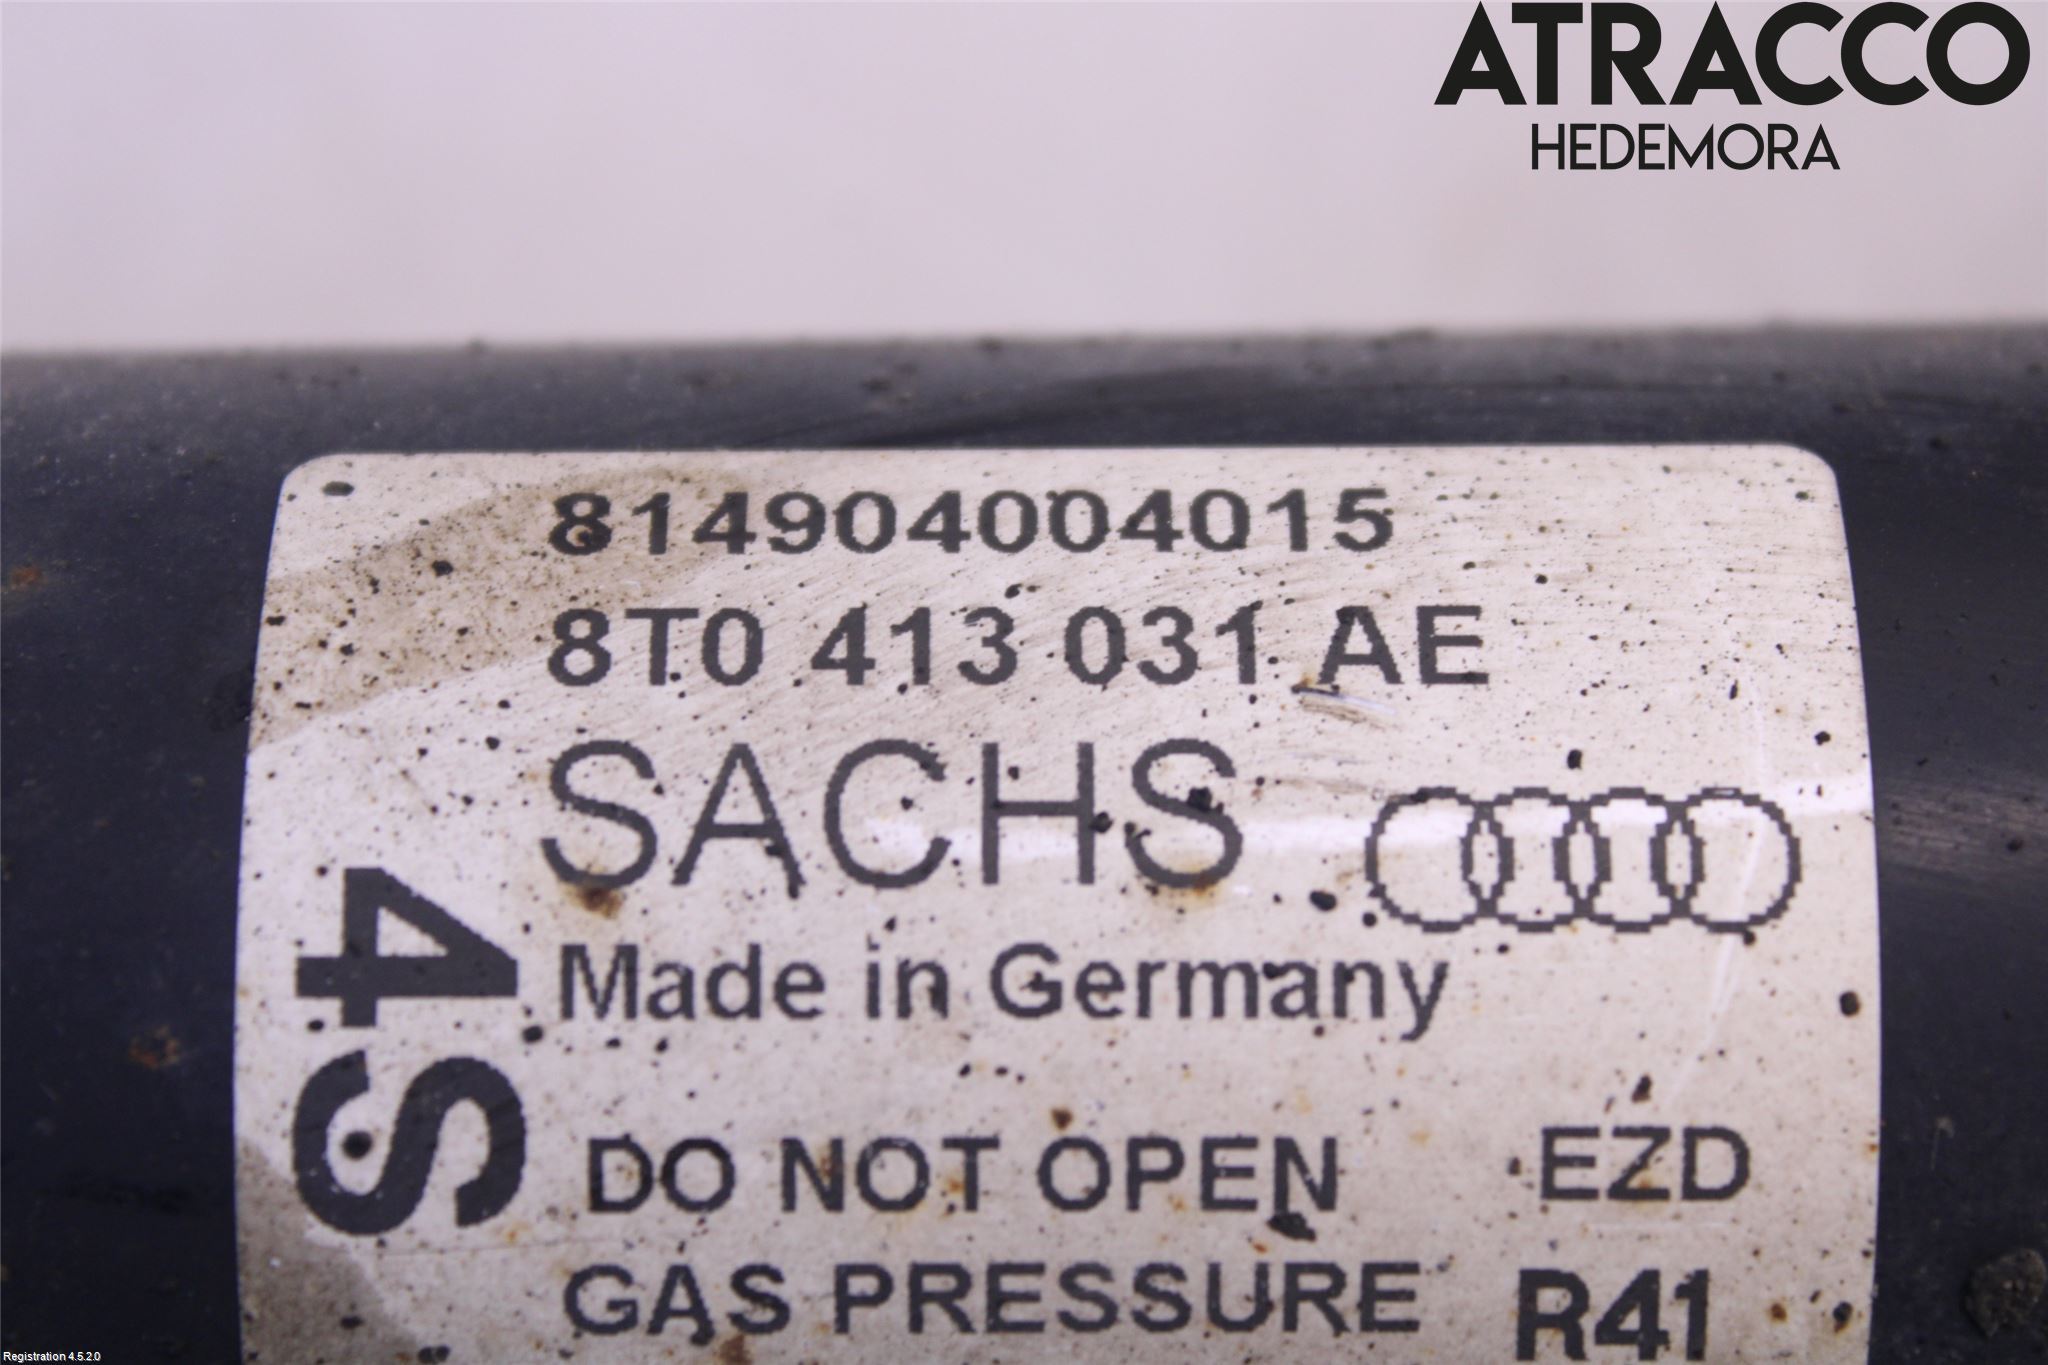 ATRACCO
HEDEMORA
814904004015
8T0 413 031 AE
SACHS
Made in Germany
4S
DO NOT OPEN EZD
GAS PRESSURE R41
Registration 4.5.2.0